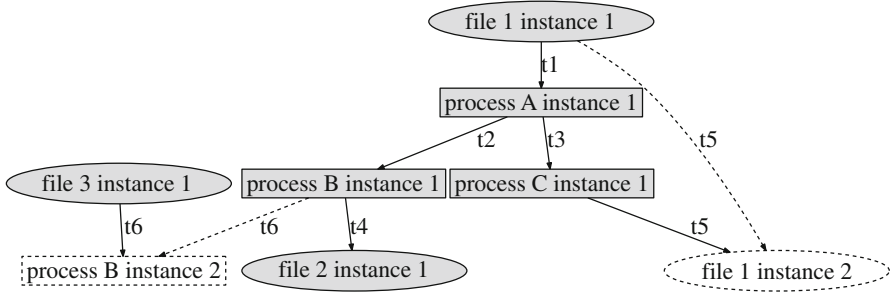 file 1 instance 1
t1
process A instance 1
t2
t3
t5
file 3 instance 1
process B instance 1
process C instance 1
t6
t6
t4
t5
process B instance 2
file 2 instance 1
file 1 instance 2